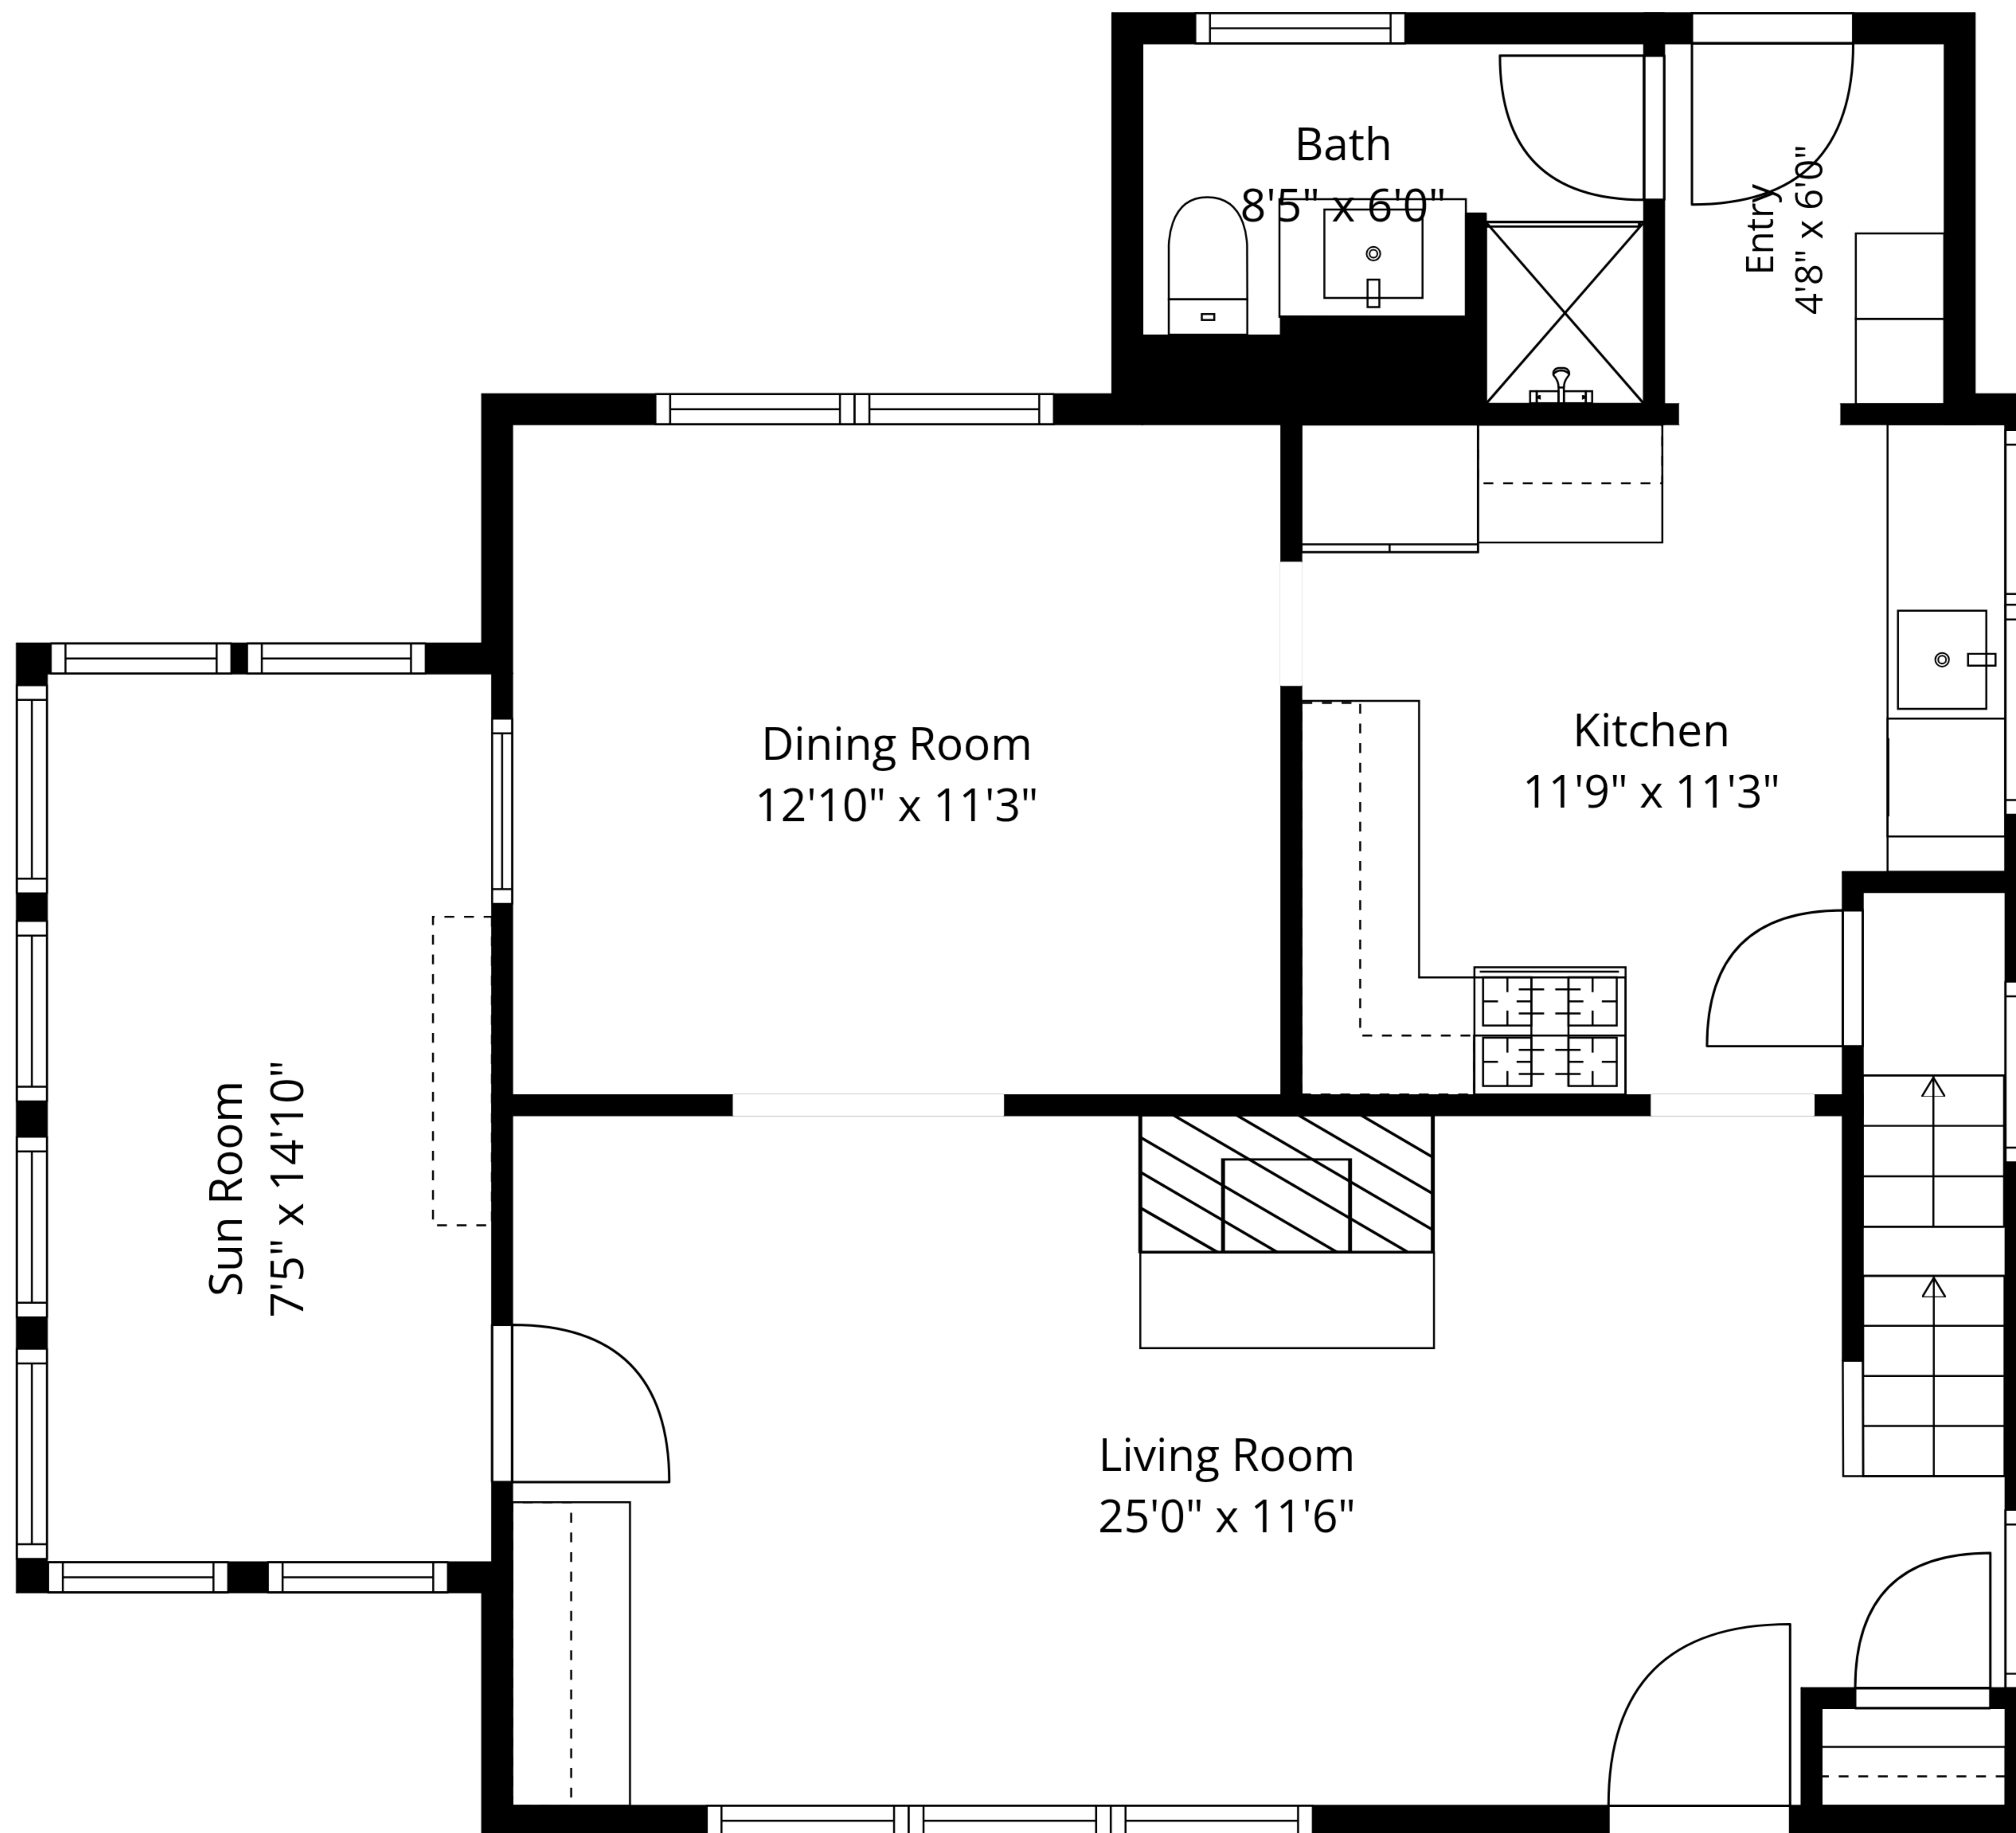 Bath
8'5" x 6'0"
Entry
4'8" x 6'0"
Dining Room
12'10" x 11'3"
Kitchen
11'9" x 11'3"
Sun Room
7'5" x 14'10"
Living Room
25'0" x 11'6"